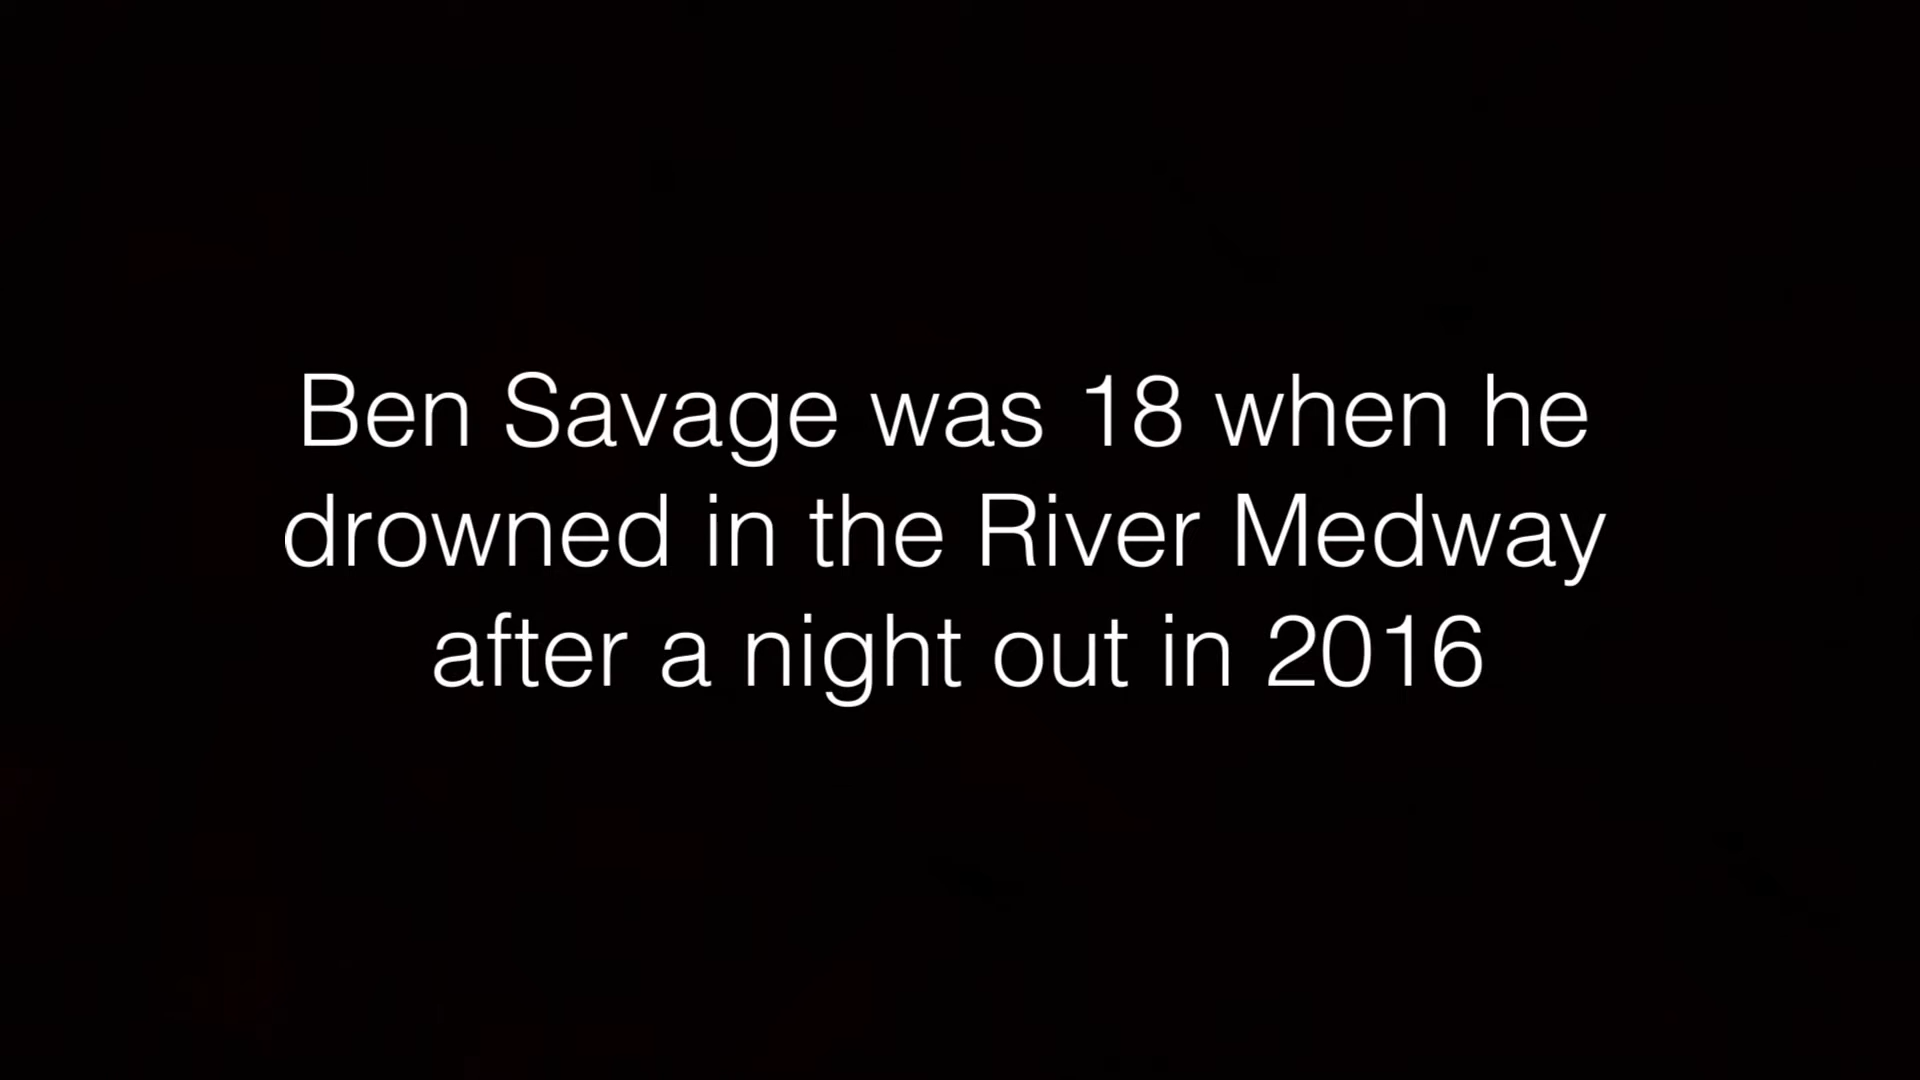 Ben Savage was 18 when he
drowned in the River Medway
after a night out in 2016